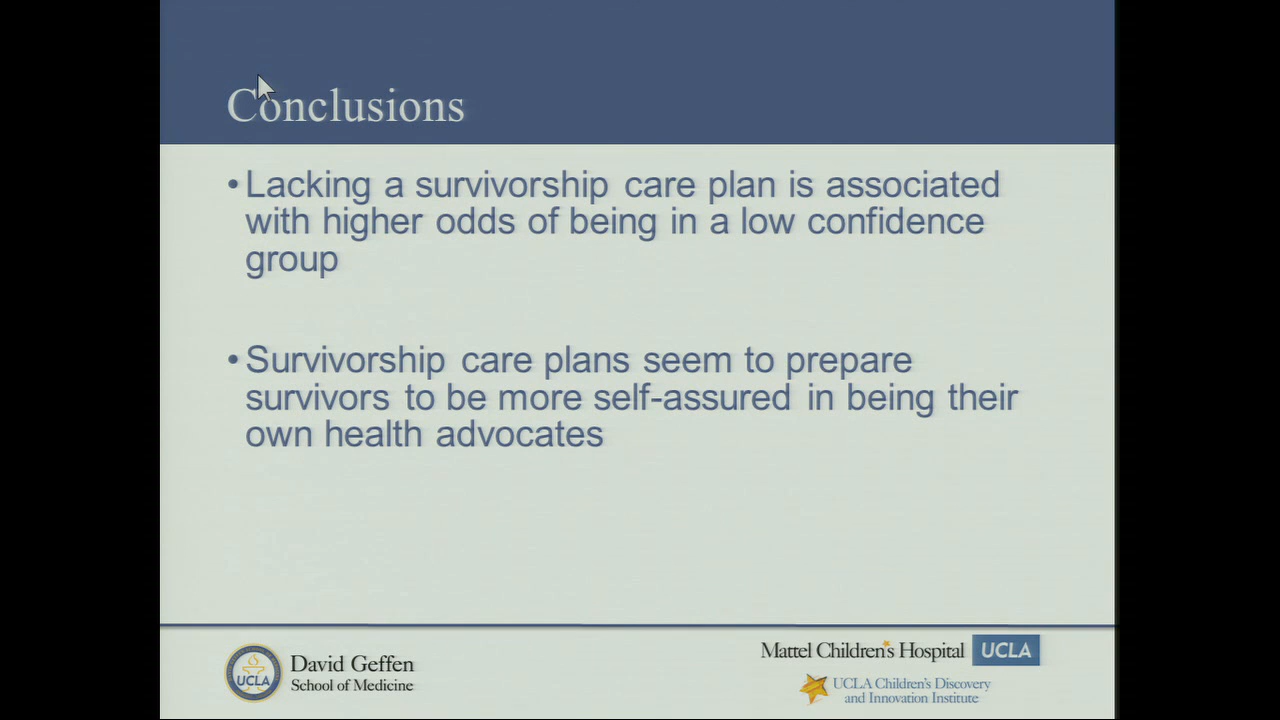 Conclusions
• Lacking a survivorship care plan is associated
with higher odds of being in a low confidence
group
• Survivorship care plans seem to prepare
survivors to be more self-assured in being their
own health advocates
UCLA
David Geffen
School of Medicine
Mattel Children's Hospital UCLA
UCLA Children's Discovery
and Innovation Institute